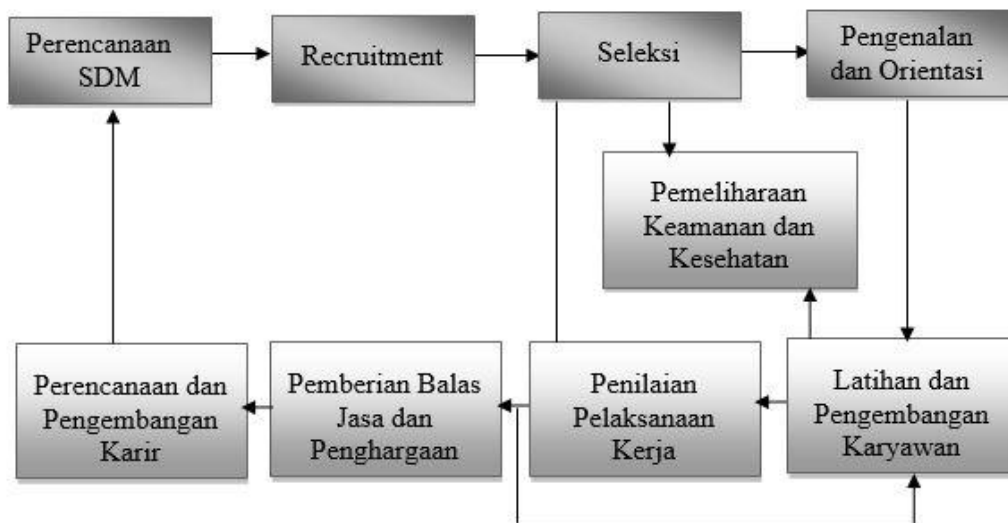 Perencanaan
SDM
Recruitment
Seleksi
Pengenalan
dan Orientasi
Pemeliharaan
Keamanan dan
Kesehatan
Perencanaan dan
Pengembangan
Karir
Pemberian Balas
Jasa dan
Penghargaan
Penilaian
Pelaksanaan
Kerja
Latihan dan
Pengembangan
Karyawan